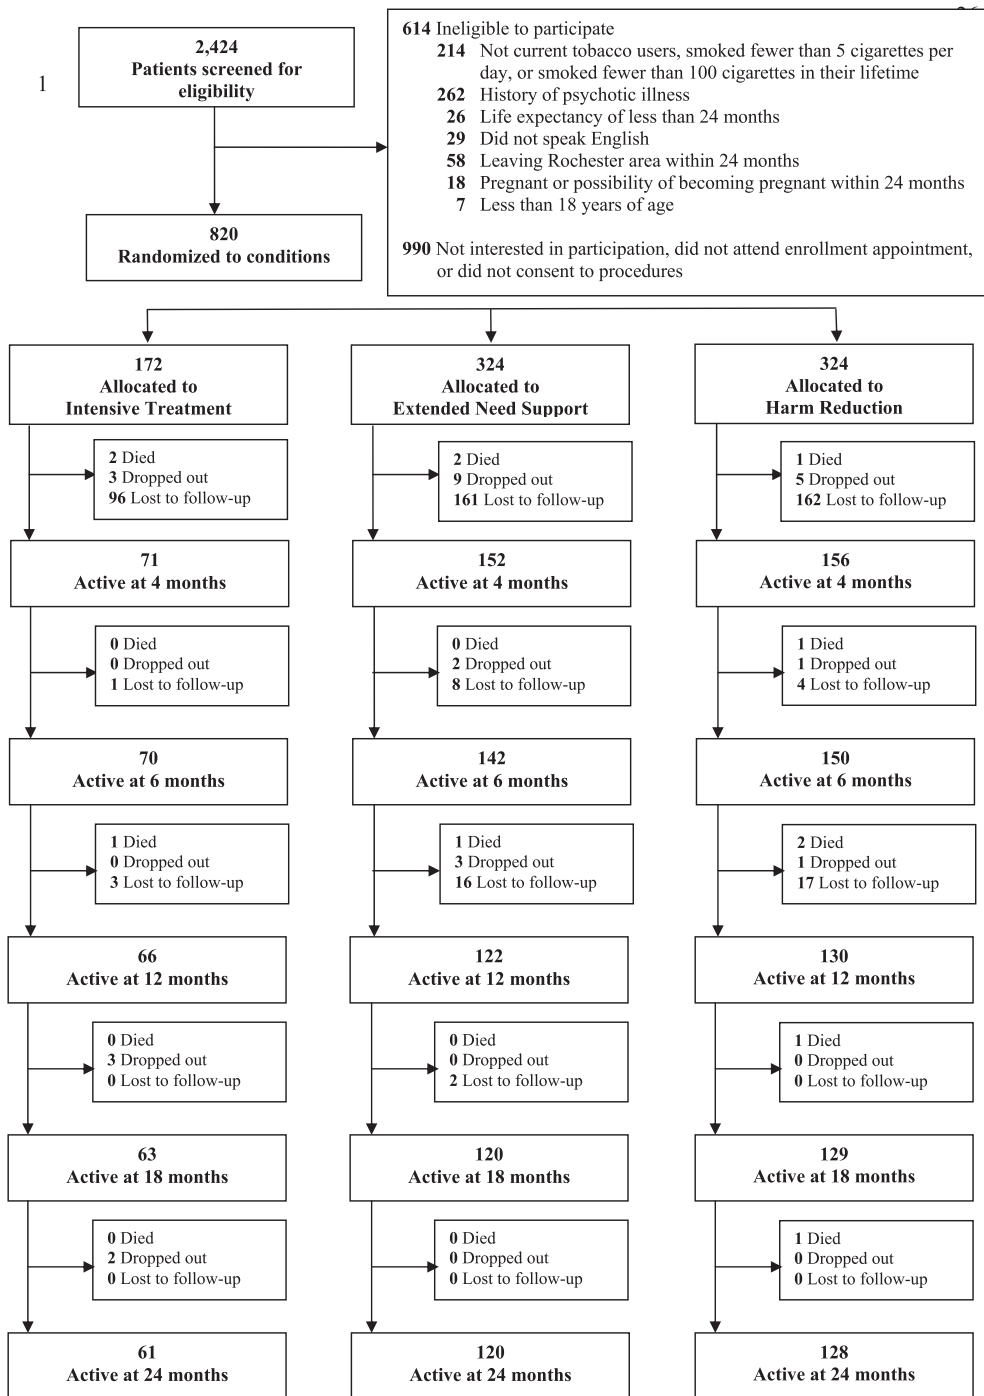 1
2,424
Patients screened for
eligibility
614 Ineligible to participate
214 Not current tobacco users, smoked fewer than 5 cigarettes per
day, or smoked fewer than 100 cigarettes in their lifetime
262 History of psychotic illness
26 Life expectancy of less than 24 months
29 Did not speak English
58 Leaving Rochester area within 24 months
18 Pregnant or possibility of becoming pregnant within 24 months
7 Less than 18 years of age
990 Not interested in participation, did not attend enrollment appointment,
or did not consent to procedures
820
Randomized to conditions
172
Allocated to
Intensive Treatment
324
Allocated to
Extended Need Support
324
Allocated to
Harm Reduction
2 Died
3 Dropped out
96 Lost to follow-up
2 Died
9 Dropped out
161 Lost to follow-up
1 Died
5 Dropped out
162 Lost to follow-up
71
Active at 4 months
152
Active at 4 months
156
Active at 4 months
0 Died
0 Dropped out
1 Lost to follow-up
0 Died
2 Dropped out
8 Lost to follow-up
1 Died
1 Dropped out
4 Lost to follow-up
70
Active at 6 months
142
Active at 6 months
150
Active at 6 months
1 Died
0 Dropped out
3 Lost to follow-up
1 Died
3 Dropped out
16 Lost to follow-up
2 Died
1 Dropped out
17 Lost to follow-up
66
Active at 12 months
122
Active at 12 months
130
Active at 12 months
0 Died
3 Dropped out
0 Lost to follow-up
0 Died
0 Dropped out
2 Lost to follow-up
1 Died
0 Dropped out
0 Lost to follow-up
63
Active at 18 months
120
Active at 18 months
129
Active at 18 months
0 Died
2 Dropped out
0 Lost to follow-up
0 Died
0 Dropped out
0 Lost to follow-up
1 Died
0 Dropped out
0 Lost to follow-up
61
Active at 24 months
120
Active at 24 months
128
Active at 24 months